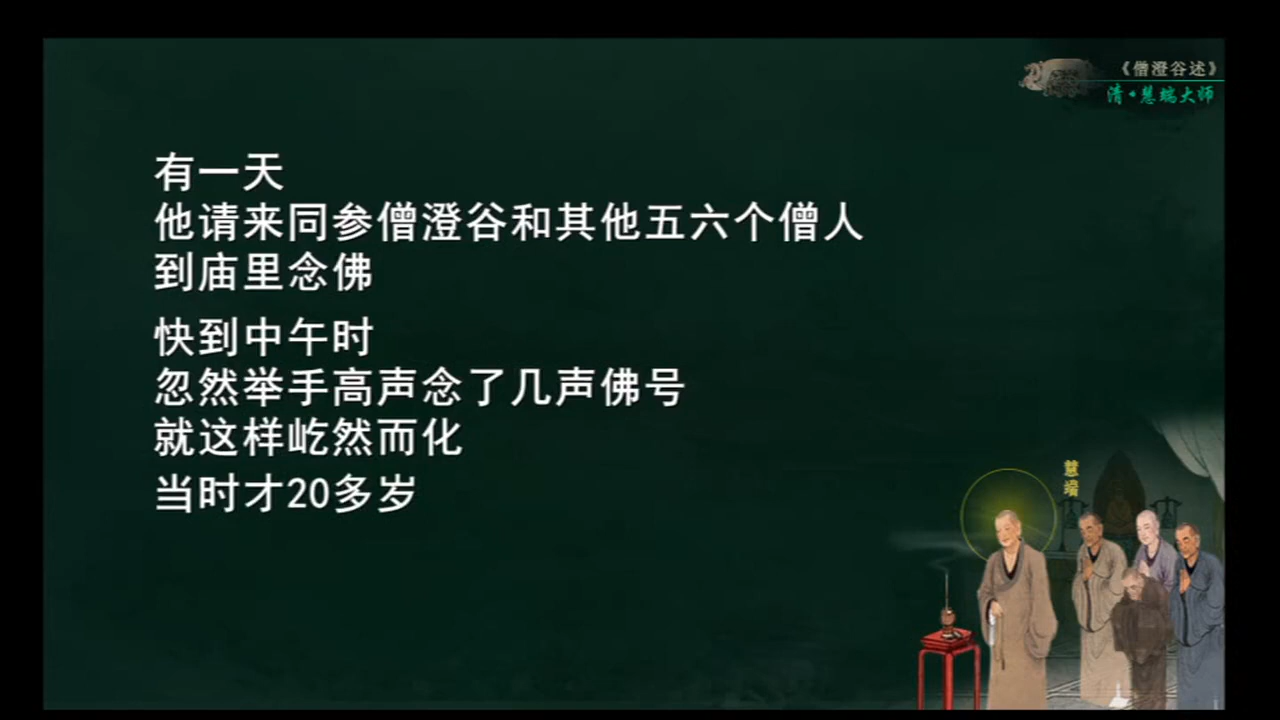 《僧澄谷述》
清·慧端大师
有一天
他请来同参僧澄谷和其他五六个僧人
到庙里念佛
快到中午时
忽然举手高声念了几声佛号
就这样屹然而化
当时才20多岁
慧端